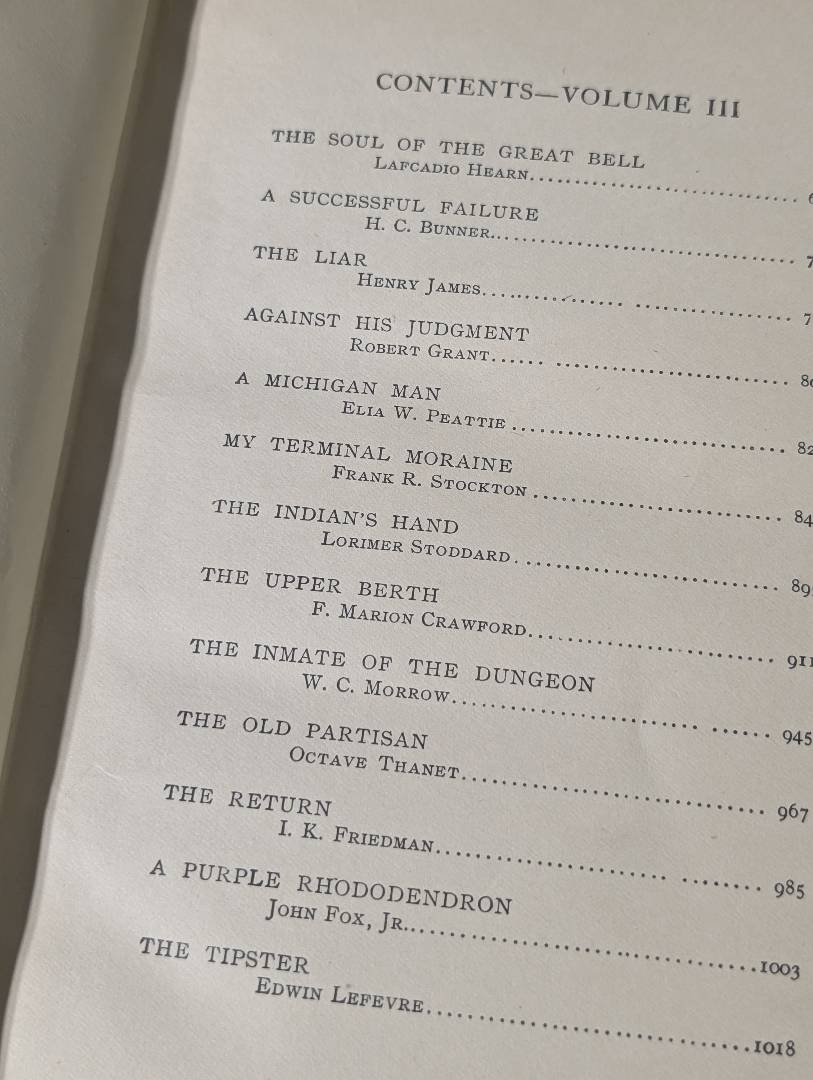 CONTENTS—VOLUME III
THE SOUL OF THE GREAT BELL
LAFCADIO HEARN
A SUCCESSFUL FAILURE
H. C. BUNNER
THE LIAR
HENRY JAMES
AGAINST HIS JUDGMENT
ROBERT GRANT
A MICHIGAN MAN
ELIA W. PEATTIE
MY TERMINAL MORAINE
FRANK R. STOCKTON
THE INDIAN'S HAND
LORIMER STODDARD
THE UPPER BERTH
F. MARION CRAWFORD 911
THE INMATE OF THE DUNGEON
W. C. MORROW 945
THE OLD PARTISAN
OCTAVE THANET 967
THE RETURN
I. K. FRIEDMAN 985
A PURPLE RHODODENDRON
JOHN FOX, JR. 1003
THE TIPSTER
EDWIN LEFEVRE 1018